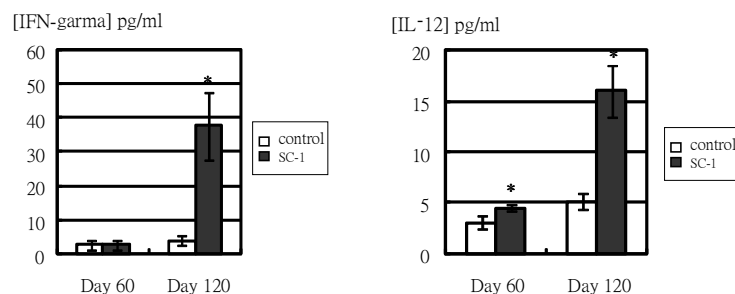 [IFN-garma] pg/ml
60
50
40
30
20
10
0
*
Day 60 Day 120
control
SC-1
[IL-12] pg/ml
20
15
10
5
0
*
*
Day 60 Day 120
control
SC-1